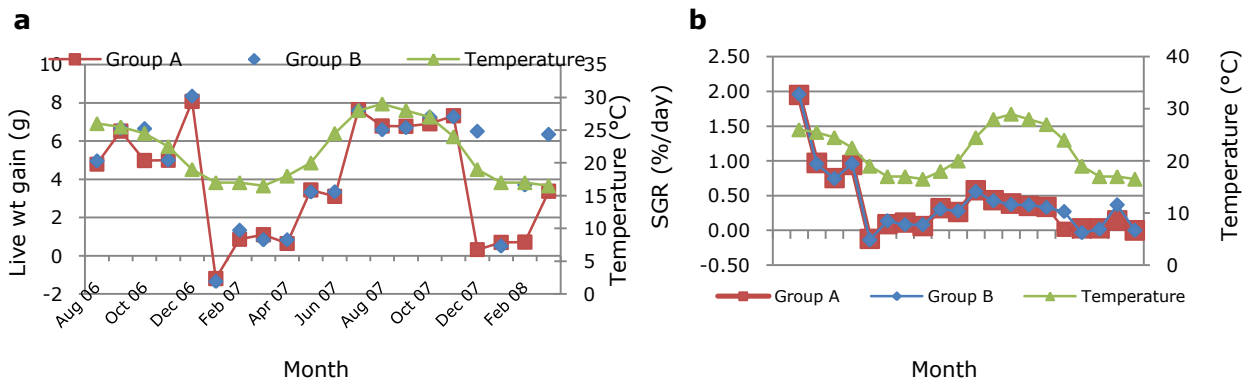 a
Group A Group B Temperature
Live wt gain (g)
10
8
6
4
2
0
-2
35
30
25
20
15
10
5
0
Temperature (°C)
Aug 06 Oct 06 Dec 06 Feb 07 Apr 07 Jun 07 Aug 07 Oct 07 Dec 07 Feb 08
Month
b
SGR (%/day)
2.50
2.00
1.50
1.00
0.50
0.00
-0.50
40
30
20
10
0
Temperature (°C)
Group A Group B Temperature
Month